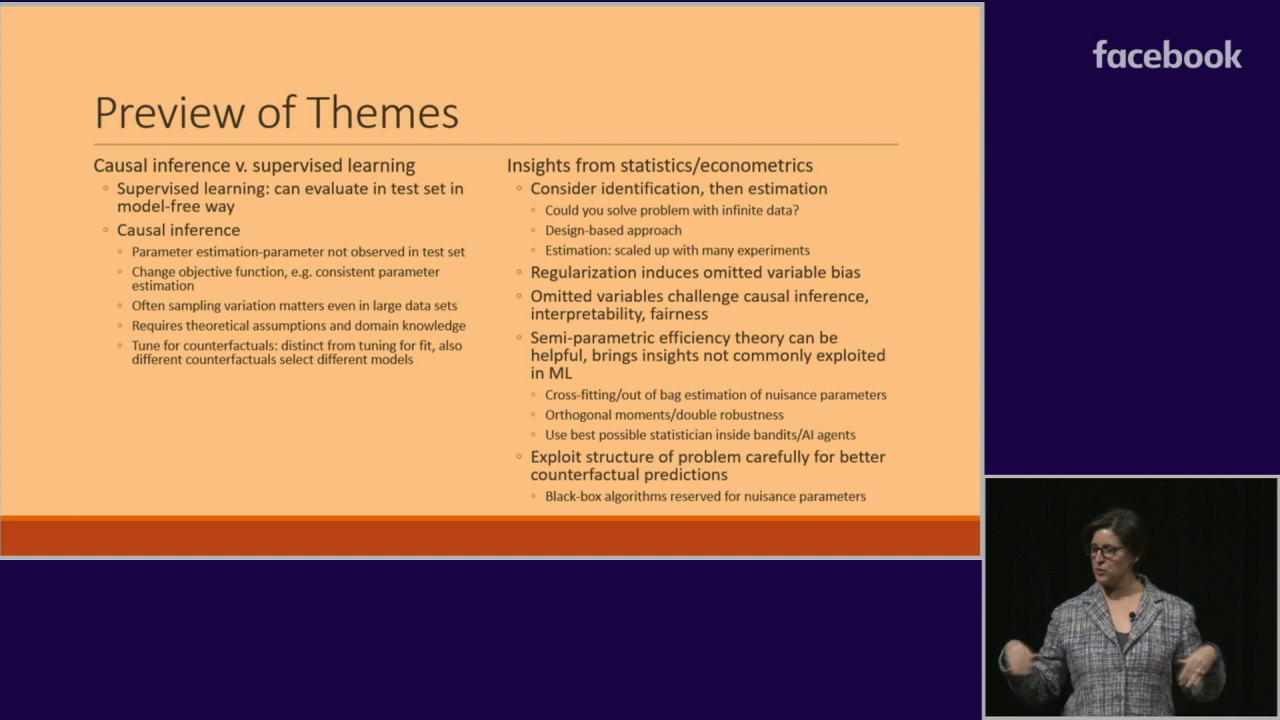 facebook
Preview of Themes
Causal inference v. supervised learning
Supervised learning: can evaluate in test set in
model-free way
Causal inference
Parameter estimation-parameter not observed in test set
Change objective function, e.g. consistent parameter
estimation
Often sampling variation matters even in large data sets
Requires theoretical assumptions and domain knowledge
Tune for counterfactuals: distinct from tuning for fit, also
different counterfactuals select different models
Insights from statistics/econometrics
Consider identification, then estimation
Could you solve problem with infinite data?
Design-based approach
Estimation: scaled up with many experiments
Regularization induces omitted variable bias
Omitted variables challenge causal inference,
interpretability, fairness
Semi-parametric efficiency theory can be
helpful, brings insights not commonly exploited
in ML
Cross-fitting/out of bag estimation of nuisance parameters
Orthogonal moments/double robustness
Use best possible statistician inside bandits/AI agents
Exploit structure of problem carefully for better
counterfactual predictions
Black-box algorithms reserved for nuisance parameters